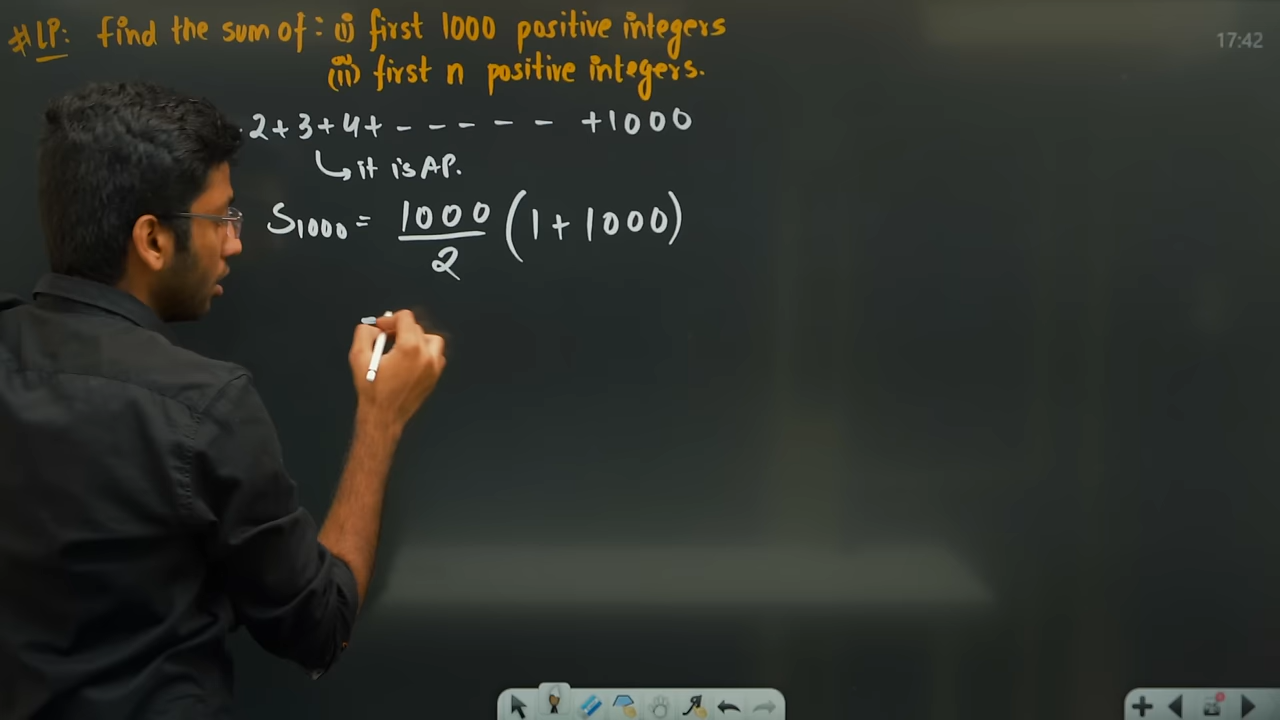 #LP: Find the sum of: (i) first 1000 positive integers 17:42
(ii) first n positive integers.
2+3+4+ - - - - - - +1000
↳ it is AP.
S₁₀₀₀ = 1000/2 (1+1000)